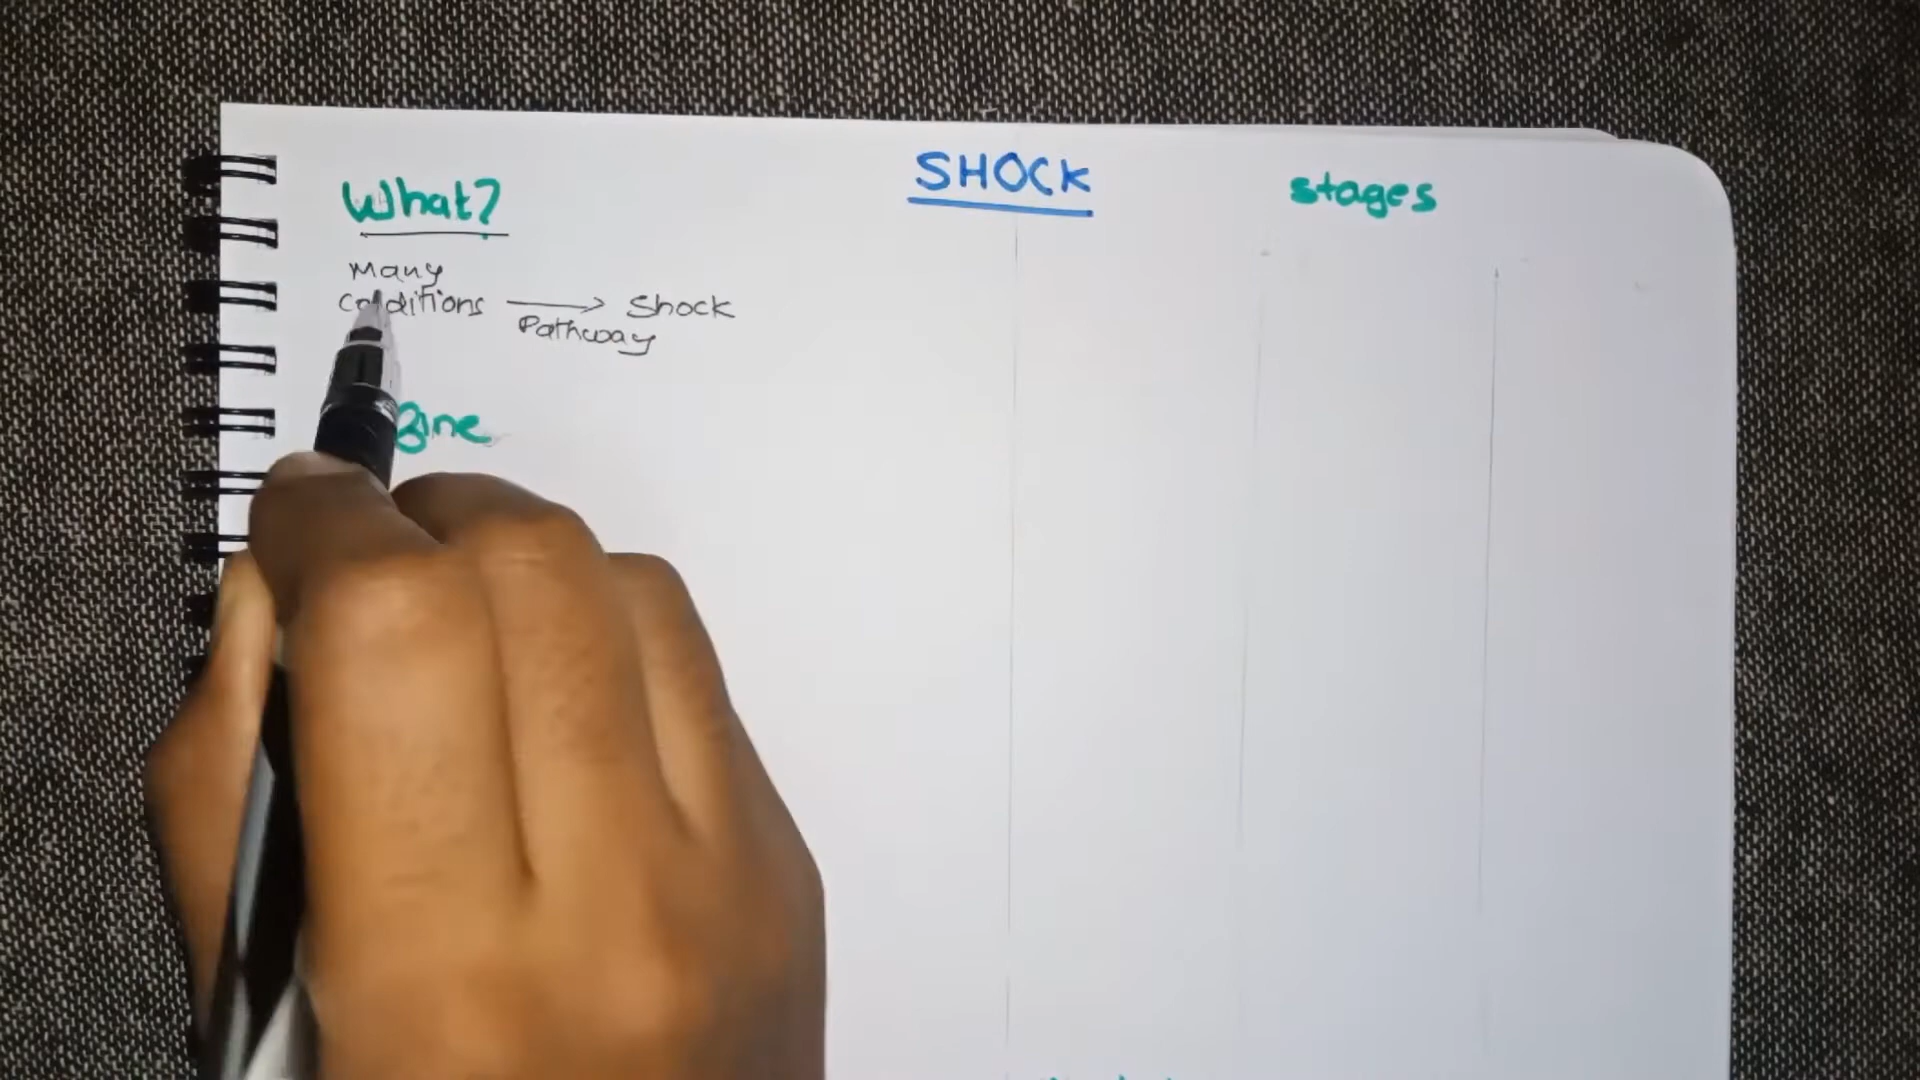 SHOCK
What?
stages
Many
conditions → Shock
Pathway